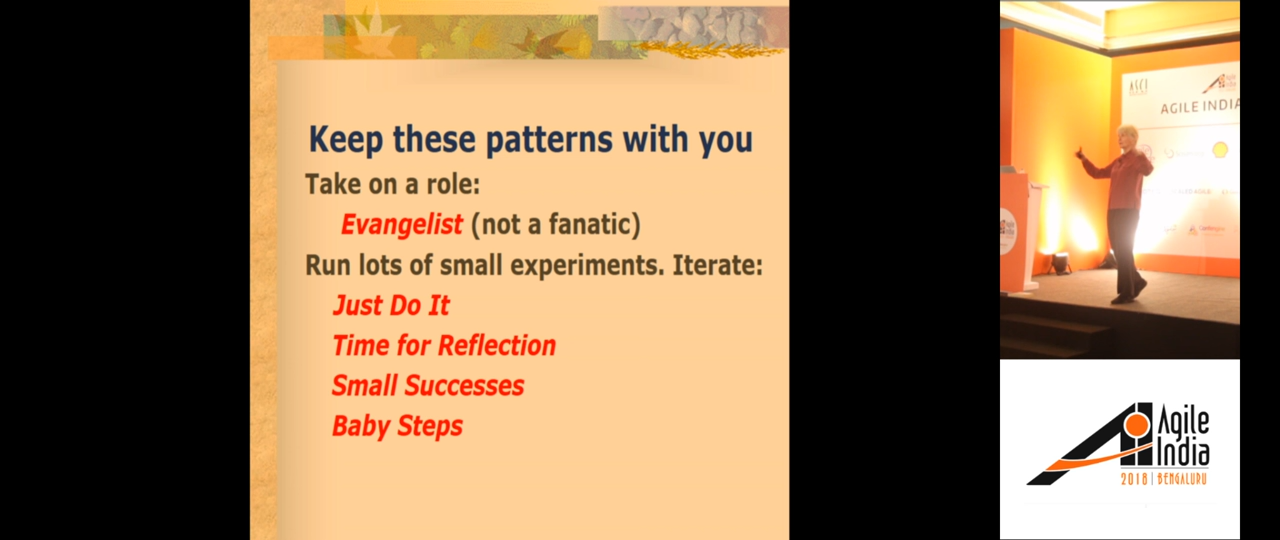 Keep these patterns with you
Take on a role:
Evangelist (not a fanatic)
Run lots of small experiments. Iterate:
Just Do It
Time for Reflection
Small Successes
Baby Steps
ASCI
AGILE INDIA
Agile
India
2018 | BENGALURU